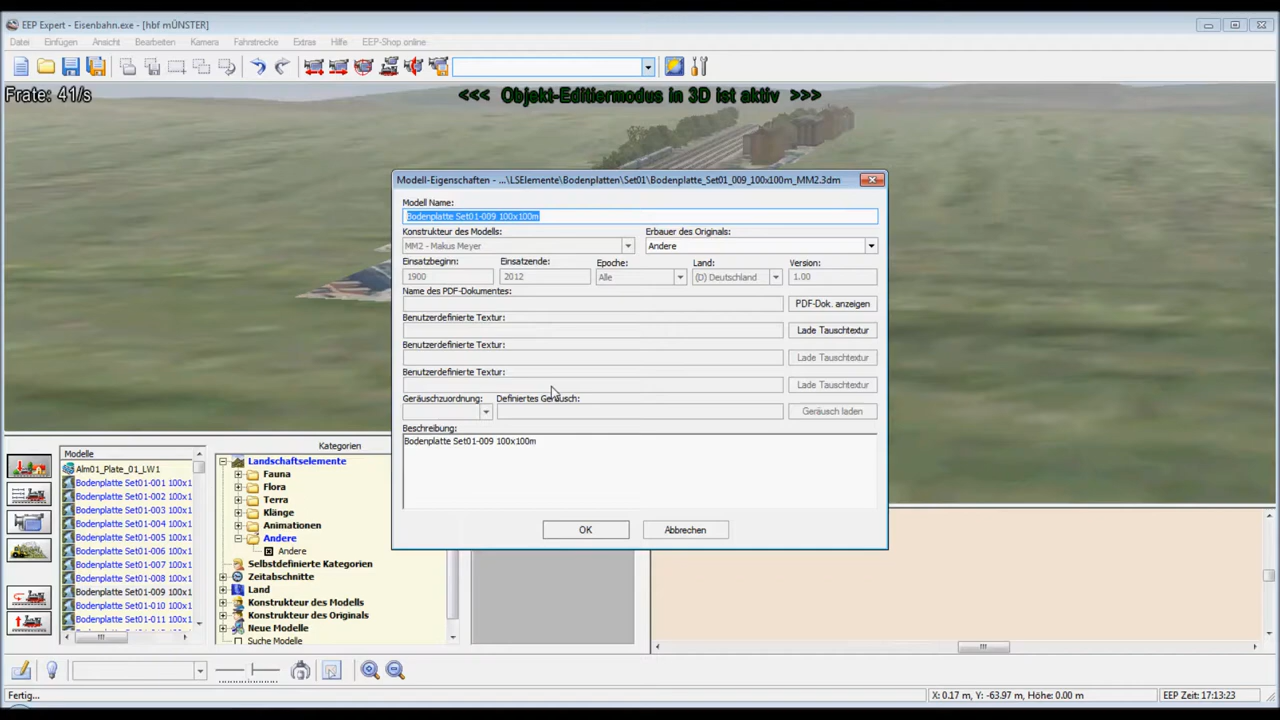 EEP Expert - Eisenbahn.exe - [hbf mÜNSTER]
Datei Einfügen Ansicht Bearbeiten Kamera Fahrstrecke Extras Hilfe EEP-Shop online
Frate: 41/s
<<< Objekt-Editiermodus in 3D ist aktiv >>>
Modell-Eigenschaften - ...\LSElemente\Bodenplatten\Set01\Bodenplatte_Set01_009_100x100m_MM2.3dm
Modell Name:
Bodenplatte Set01-009 100x100m
Konstrukteur des Modells: Erbauer des Originals:
MM2 - Makus Meyer Andere
Einsatzbeginn: Einsatzende: Epoche: Land: Version:
1900 2012 Alle (D) Deutschland 1.00
Name des PDF-Dokumentes:
PDF-Dok. anzeigen
Benutzerdefinierte Textur:
Lade Tauschtextur
Benutzerdefinierte Textur:
Lade Tauschtextur
Benutzerdefinierte Textur:
Lade Tauschtextur
Geräuschzuordnung: Definiertes Geräusch:
Geräusch laden
Beschreibung:
Bodenplatte Set01-009 100x100m
OK Abbrechen
Modelle
Alm01_Plate_01_LW1
Bodenplatte Set01-001 100x1
Bodenplatte Set01-002 100x1
Bodenplatte Set01-003 100x1
Bodenplatte Set01-004 100x1
Bodenplatte Set01-005 100x1
Bodenplatte Set01-006 100x1
Bodenplatte Set01-007 100x1
Bodenplatte Set01-008 100x1
Bodenplatte Set01-009 100x1
Bodenplatte Set01-010 100x1
Bodenplatte Set01-011 100x1
Kategorien
Landschaftselemente
Fauna
Flora
Terra
Klänge
Animationen
Andere
Andere
Selbstdefinierte Kategorien
Zeitabschnitte
Land
Konstrukteur des Modells
Konstrukteur des Originals
Neue Modelle
Suche Modelle
Fertig...
X: 0.17 m, Y: -63.97 m, Höhe: 0.00 m
EEP Zeit: 17:13:23